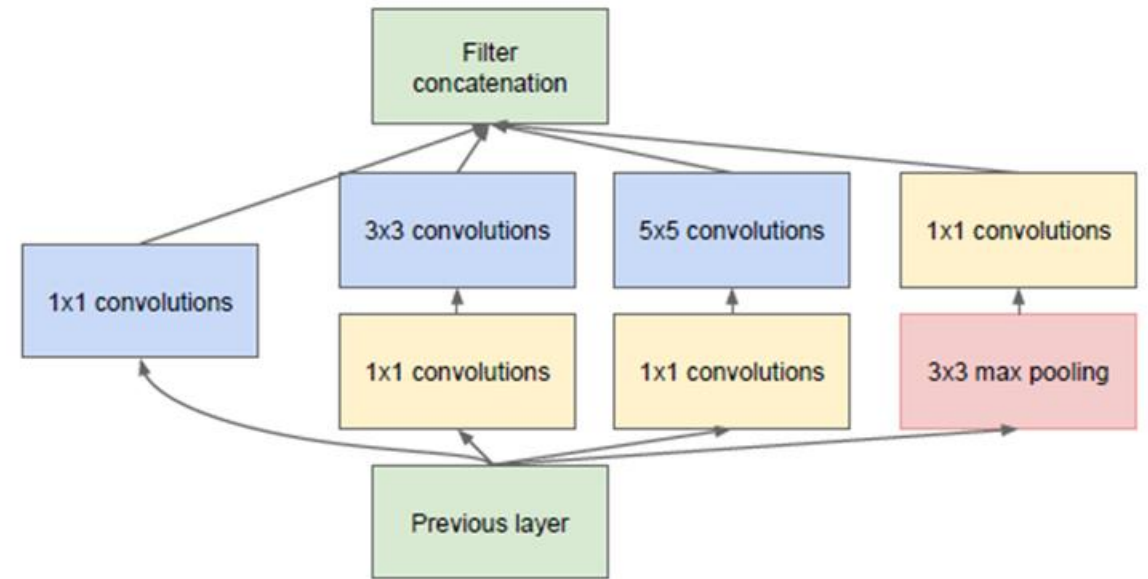 Filter
concatenation
3x3 convolutions
5x5 convolutions
1x1 convolutions
1x1 convolutions
1x1 convolutions
1x1 convolutions
3x3 max pooling
Previous layer